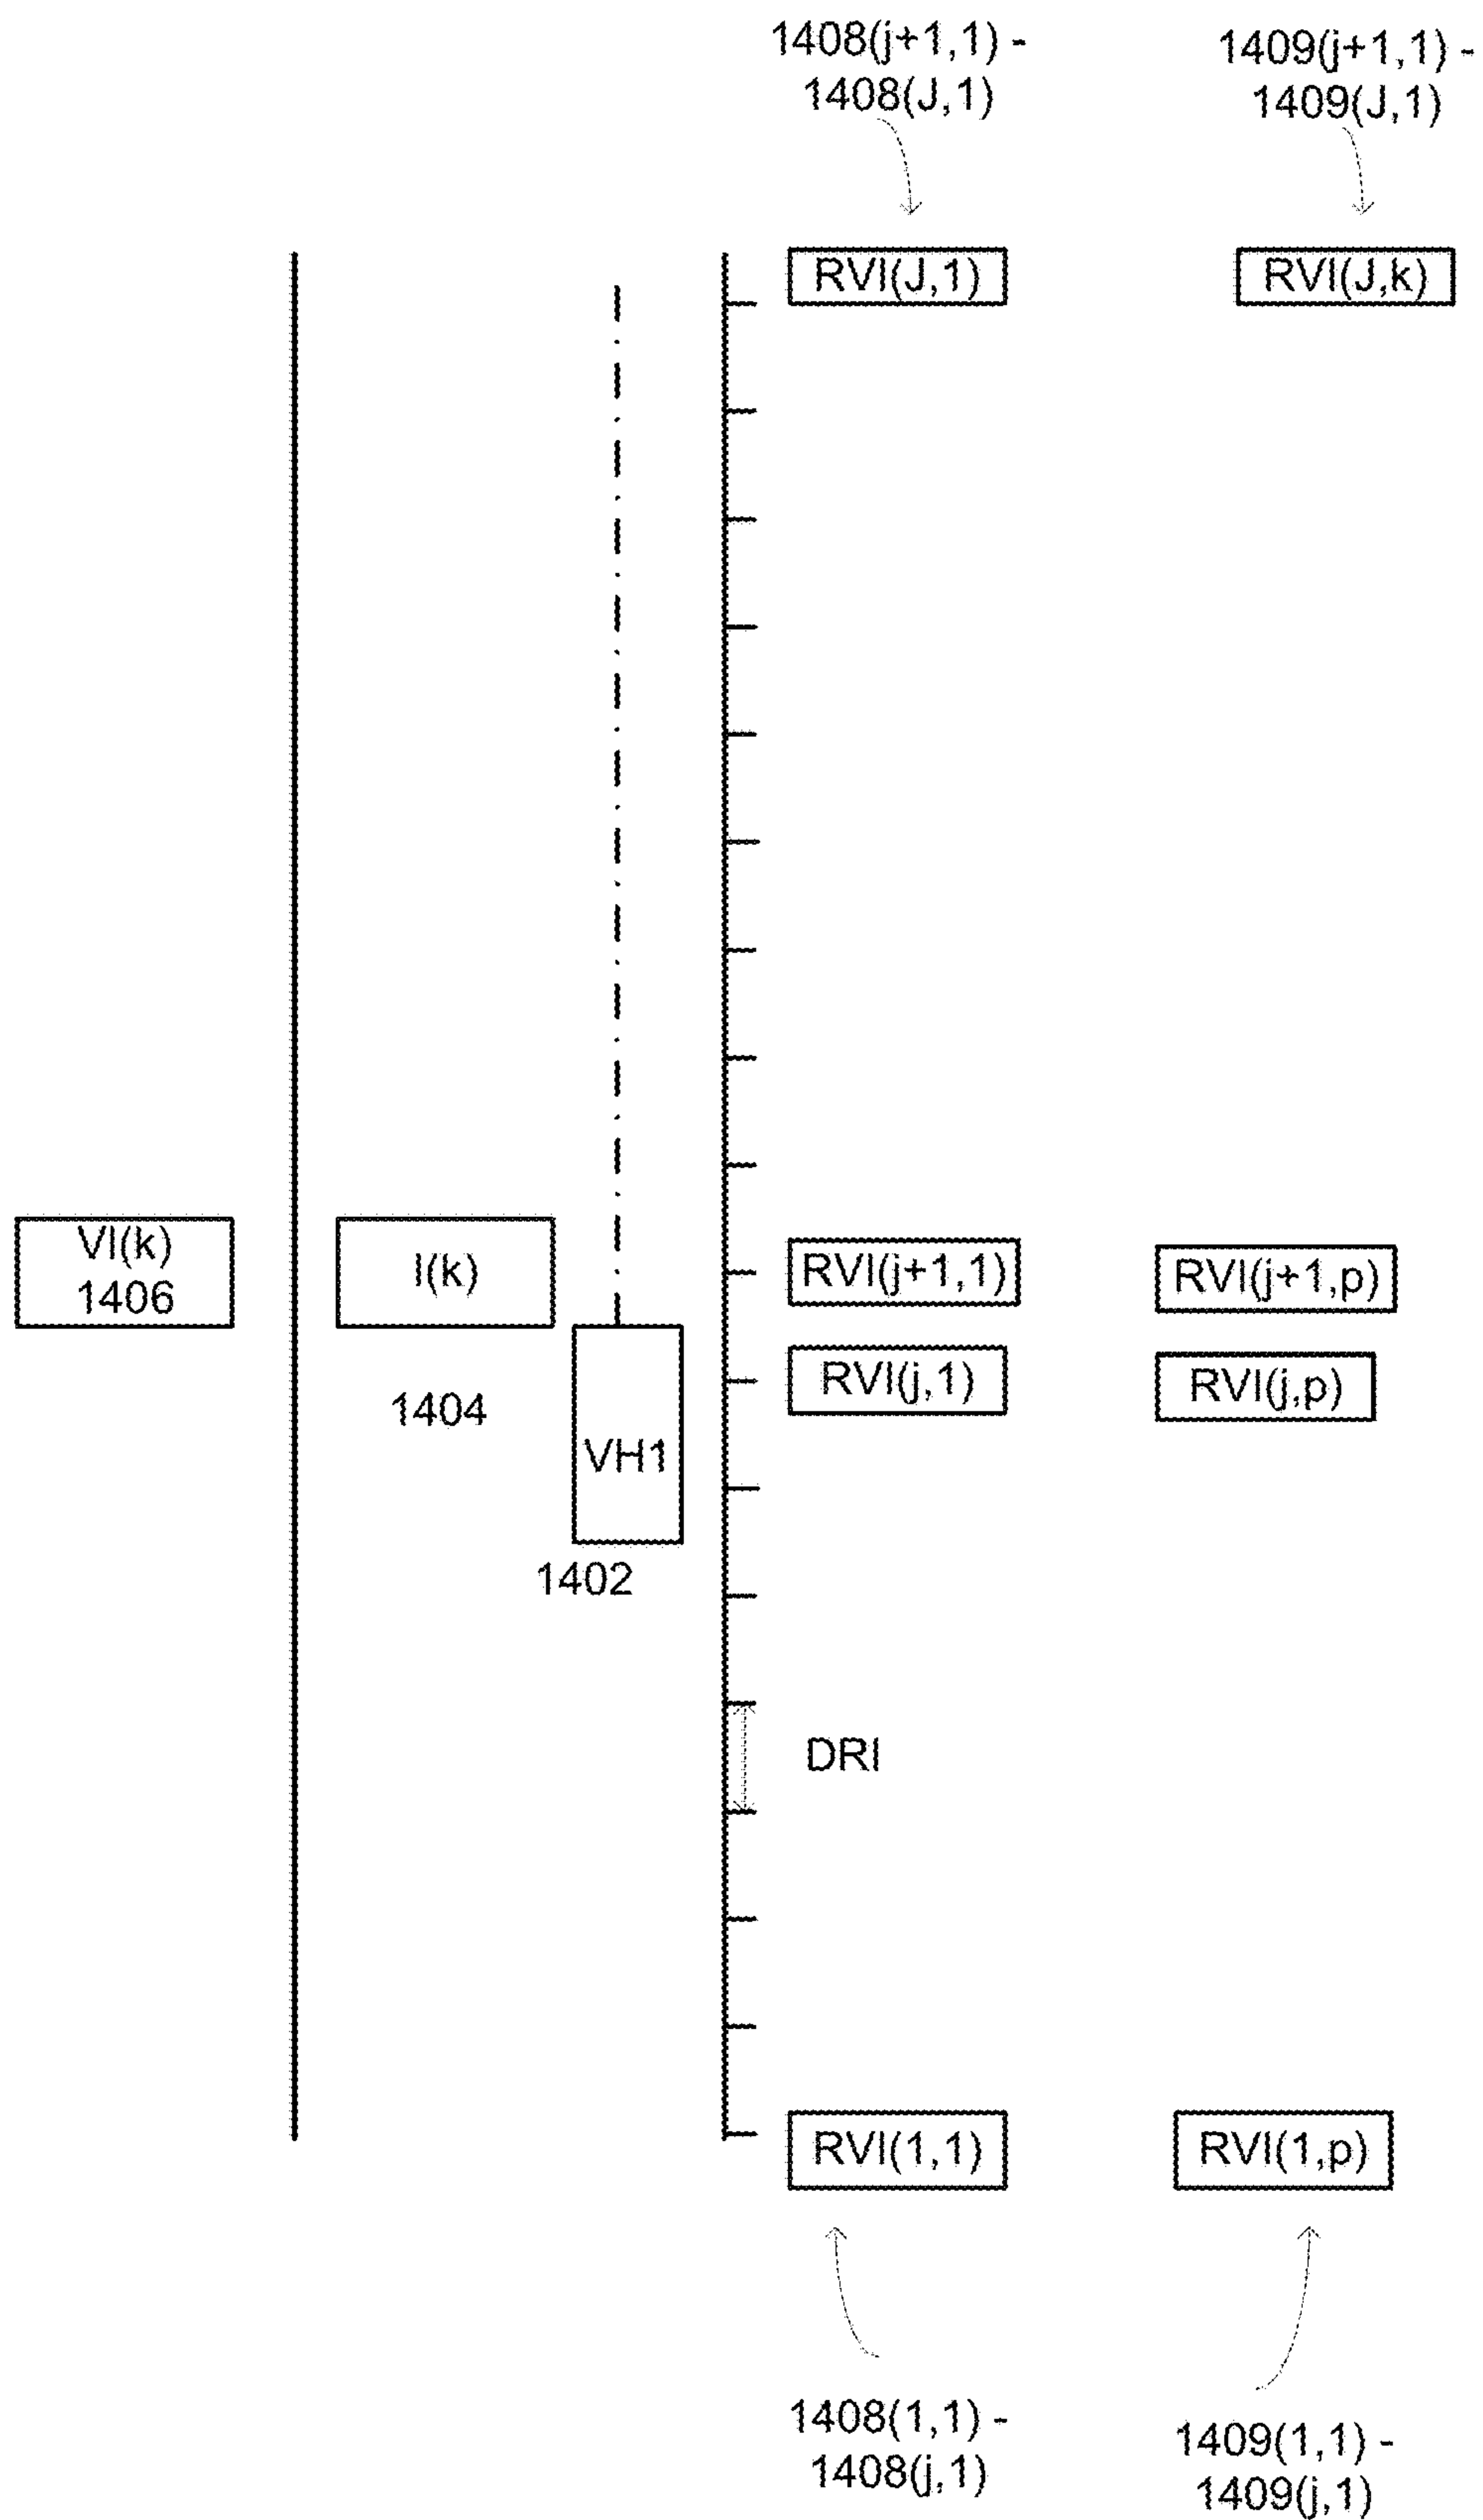 1408(j+1,1) -
1408(J,1)
1409(j+1,1) -
1409(J,1)
RVI(J,1)
RVI(J,k)
VI(k)
1406
I(k)
RVI(j+1,1)
RVI(j+1,p)
RVI(j,1)
RVI(j,p)
1404
VH1
1402
DRI
RVI(1,1)
RVI(1,p)
1408(1,1) -
1408(j,1)
1409(1,1) -
1409(j,1)